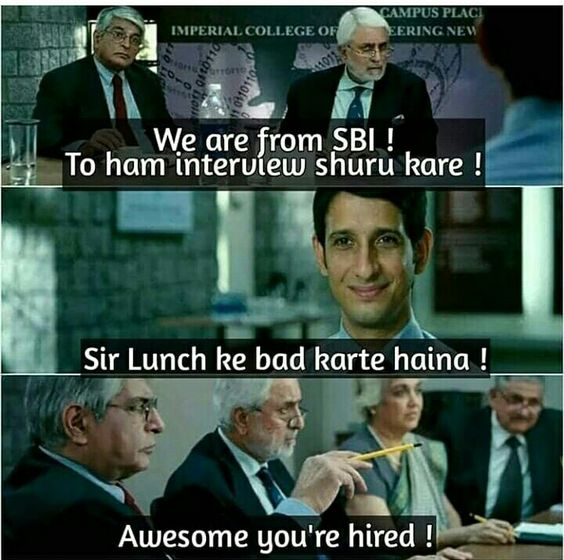 CAMPUS PLAC
IMPERIAL COLLEGE OF EERING NEW
We are from SBI !
To ham interview shuru kare !
Sir Lunch ke bad karte haina !
Awesome you're hired !